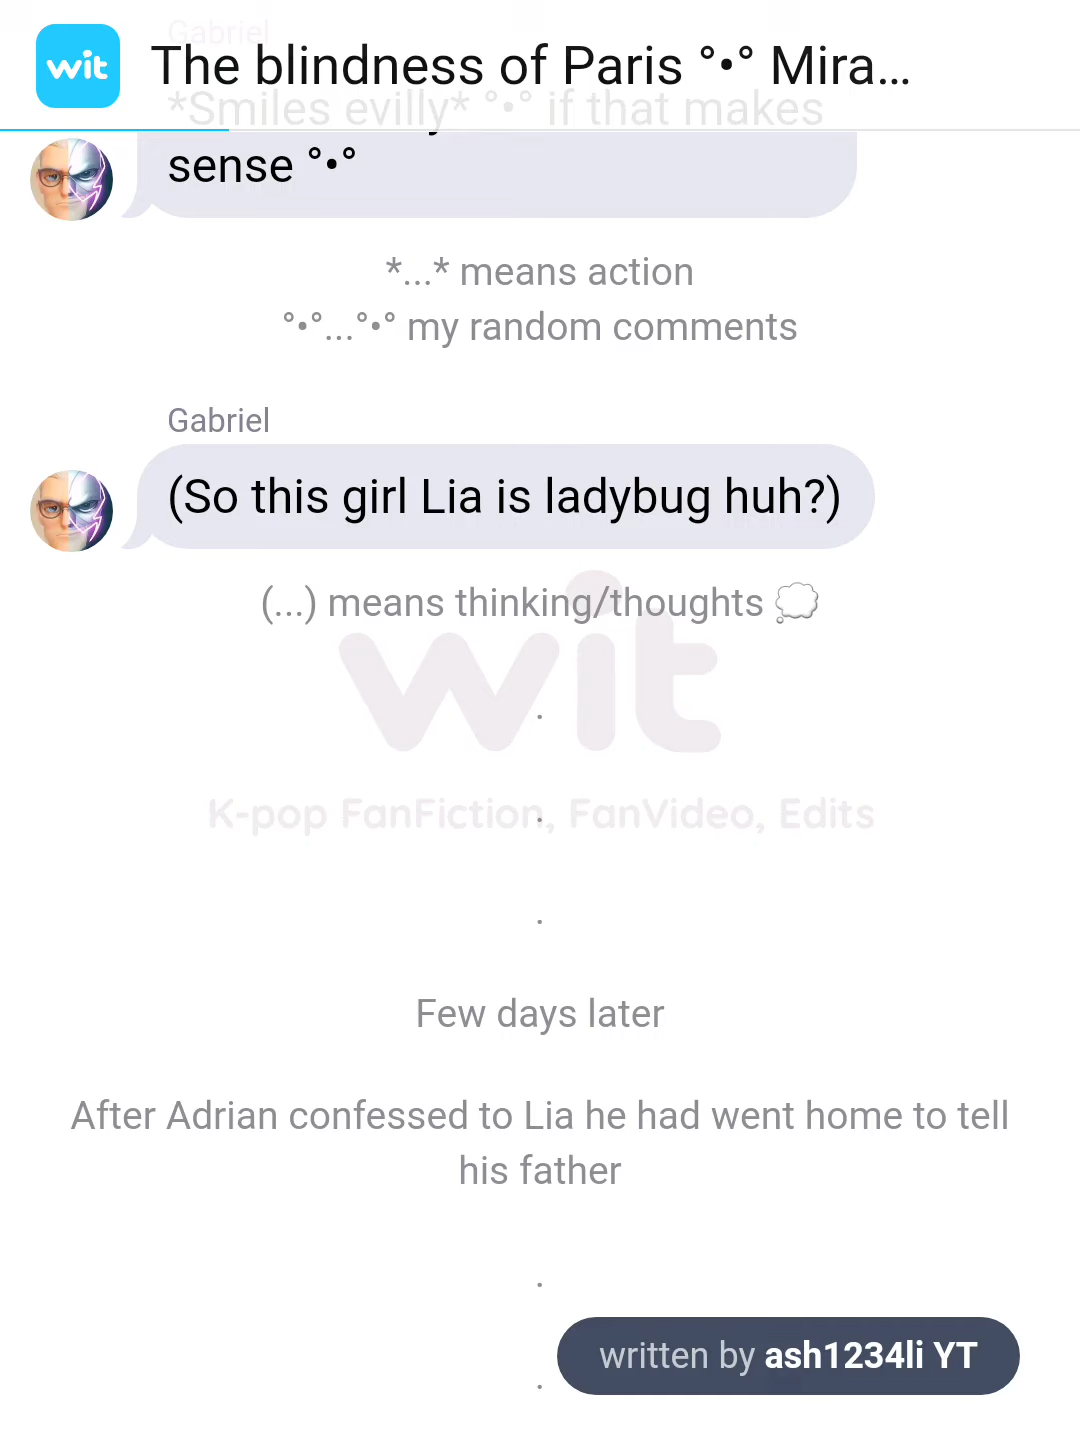 Gabriel
wit
The blindness of Paris °•° Mira...
*Smiles evilly* °•° if that makes
sense °•°
*...* means action
°•°...°•° my random comments
Gabriel
(So this girl Lia is ladybug huh?)
(...) means thinking/thoughts 💭
wit
.
K-pop FanFiction, FanVideo, Edits
.
.
Few days later
After Adrian confessed to Lia he had went home to tell
his father
.
written by ash1234li YT
.